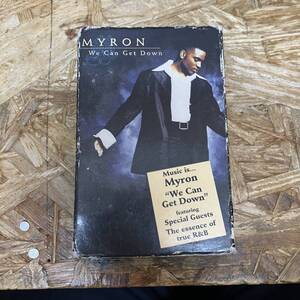 MYRON
We Can Get Down
Music is...
Myron
"We Can
Get Down"
featuring
Special Guests
The essence of
true R&B